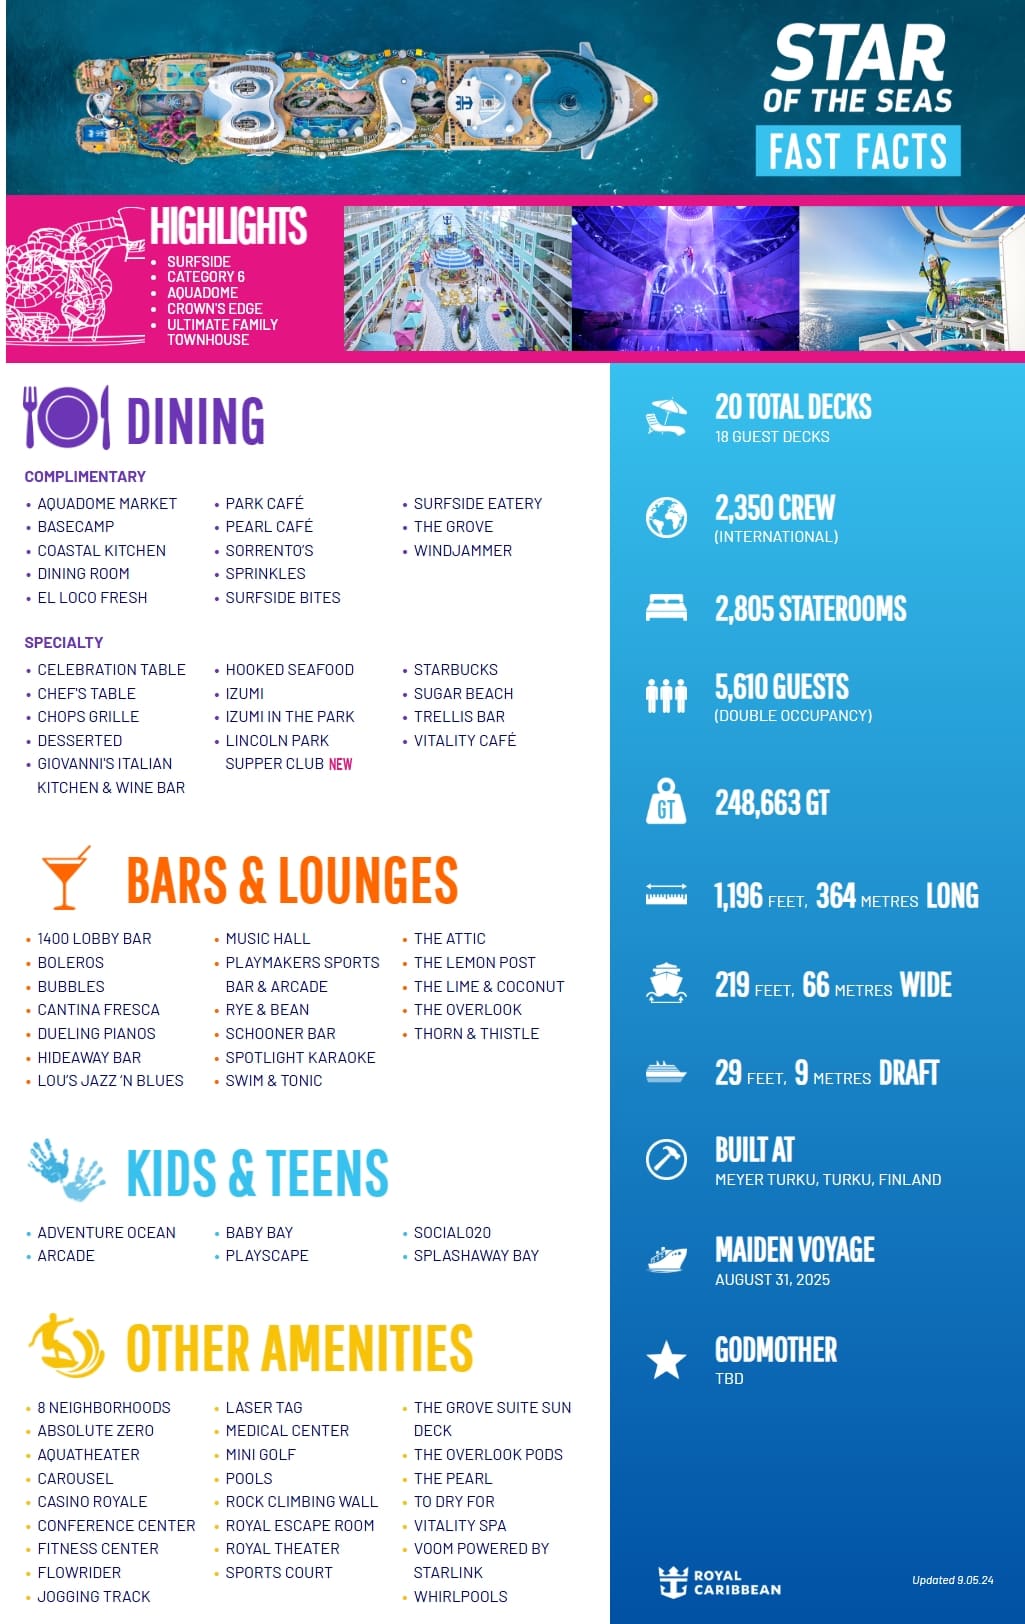 STAR
OF THE SEAS
FAST FACTS
HIGHLIGHTS
• SURFSIDE
• CATEGORY 6
• AQUADOME
• CROWN'S EDGE
• ULTIMATE FAMILY
TOWNHOUSE
DINING
COMPLIMENTARY
• AQUADOME MARKET
• BASECAMP
• COASTAL KITCHEN
• DINING ROOM
• EL LOCO FRESH
• PARK CAFÉ
• PEARL CAFÉ
• SORRENTO'S
• SPRINKLES
• SURFSIDE BITES
• SURFSIDE EATERY
• THE GROVE
• WINDJAMMER
SPECIALTY
• CELEBRATION TABLE
• CHEF'S TABLE
• CHOPS GRILLE
• DESSERTED
• GIOVANNI'S ITALIAN
KITCHEN & WINE BAR
• HOOKED SEAFOOD
• IZUMI
• IZUMI IN THE PARK
• LINCOLN PARK
SUPPER CLUB NEW
• STARBUCKS
• SUGAR BEACH
• TRELLIS BAR
• VITALITY CAFÉ
BARS & LOUNGES
• 1400 LOBBY BAR
• BOLEROS
• BUBBLES
• CANTINA FRESCA
• DUELING PIANOS
• HIDEAWAY BAR
• LOU'S JAZZ 'N BLUES
• MUSIC HALL
• PLAYMAKERS SPORTS
BAR & ARCADE
• RYE & BEAN
• SCHOONER BAR
• SPOTLIGHT KARAOKE
• SWIM & TONIC
• THE ATTIC
• THE LEMON POST
• THE LIME & COCONUT
• THE OVERLOOK
• THORN & THISTLE
KIDS & TEENS
• ADVENTURE OCEAN
• ARCADE
• BABY BAY
• PLAYSCAPE
• SOCIAL020
• SPLASHAWAY BAY
OTHER AMENITIES
• 8 NEIGHBORHOODS
• ABSOLUTE ZERO
• AQUATHEATER
• CAROUSEL
• CASINO ROYALE
• CONFERENCE CENTER
• FITNESS CENTER
• FLOWRIDER
• JOGGING TRACK
• LASER TAG
• MEDICAL CENTER
• MINI GOLF
• POOLS
• ROCK CLIMBING WALL
• ROYAL ESCAPE ROOM
• ROYAL THEATER
• SPORTS COURT
• THE GROVE SUITE SUN
DECK
• THE OVERLOOK PODS
• THE PEARL
• TO DRY FOR
• VITALITY SPA
• VOOM POWERED BY
STARLINK
• WHIRLPOOLS
20 TOTAL DECKS
18 GUEST DECKS
2,350 CREW
(INTERNATIONAL)
2,805 STATEROOMS
5,610 GUESTS
(DOUBLE OCCUPANCY)
GT
248,663 GT
1,196 FEET, 364 METRES LONG
219 FEET, 66 METRES WIDE
29 FEET, 9 METRES DRAFT
BUILT AT
MEYER TURKU, TURKU, FINLAND
MAIDEN VOYAGE
AUGUST 31, 2025
GODMOTHER
TBD
ROYAL
CARIBBEAN
Updated 9.05.24